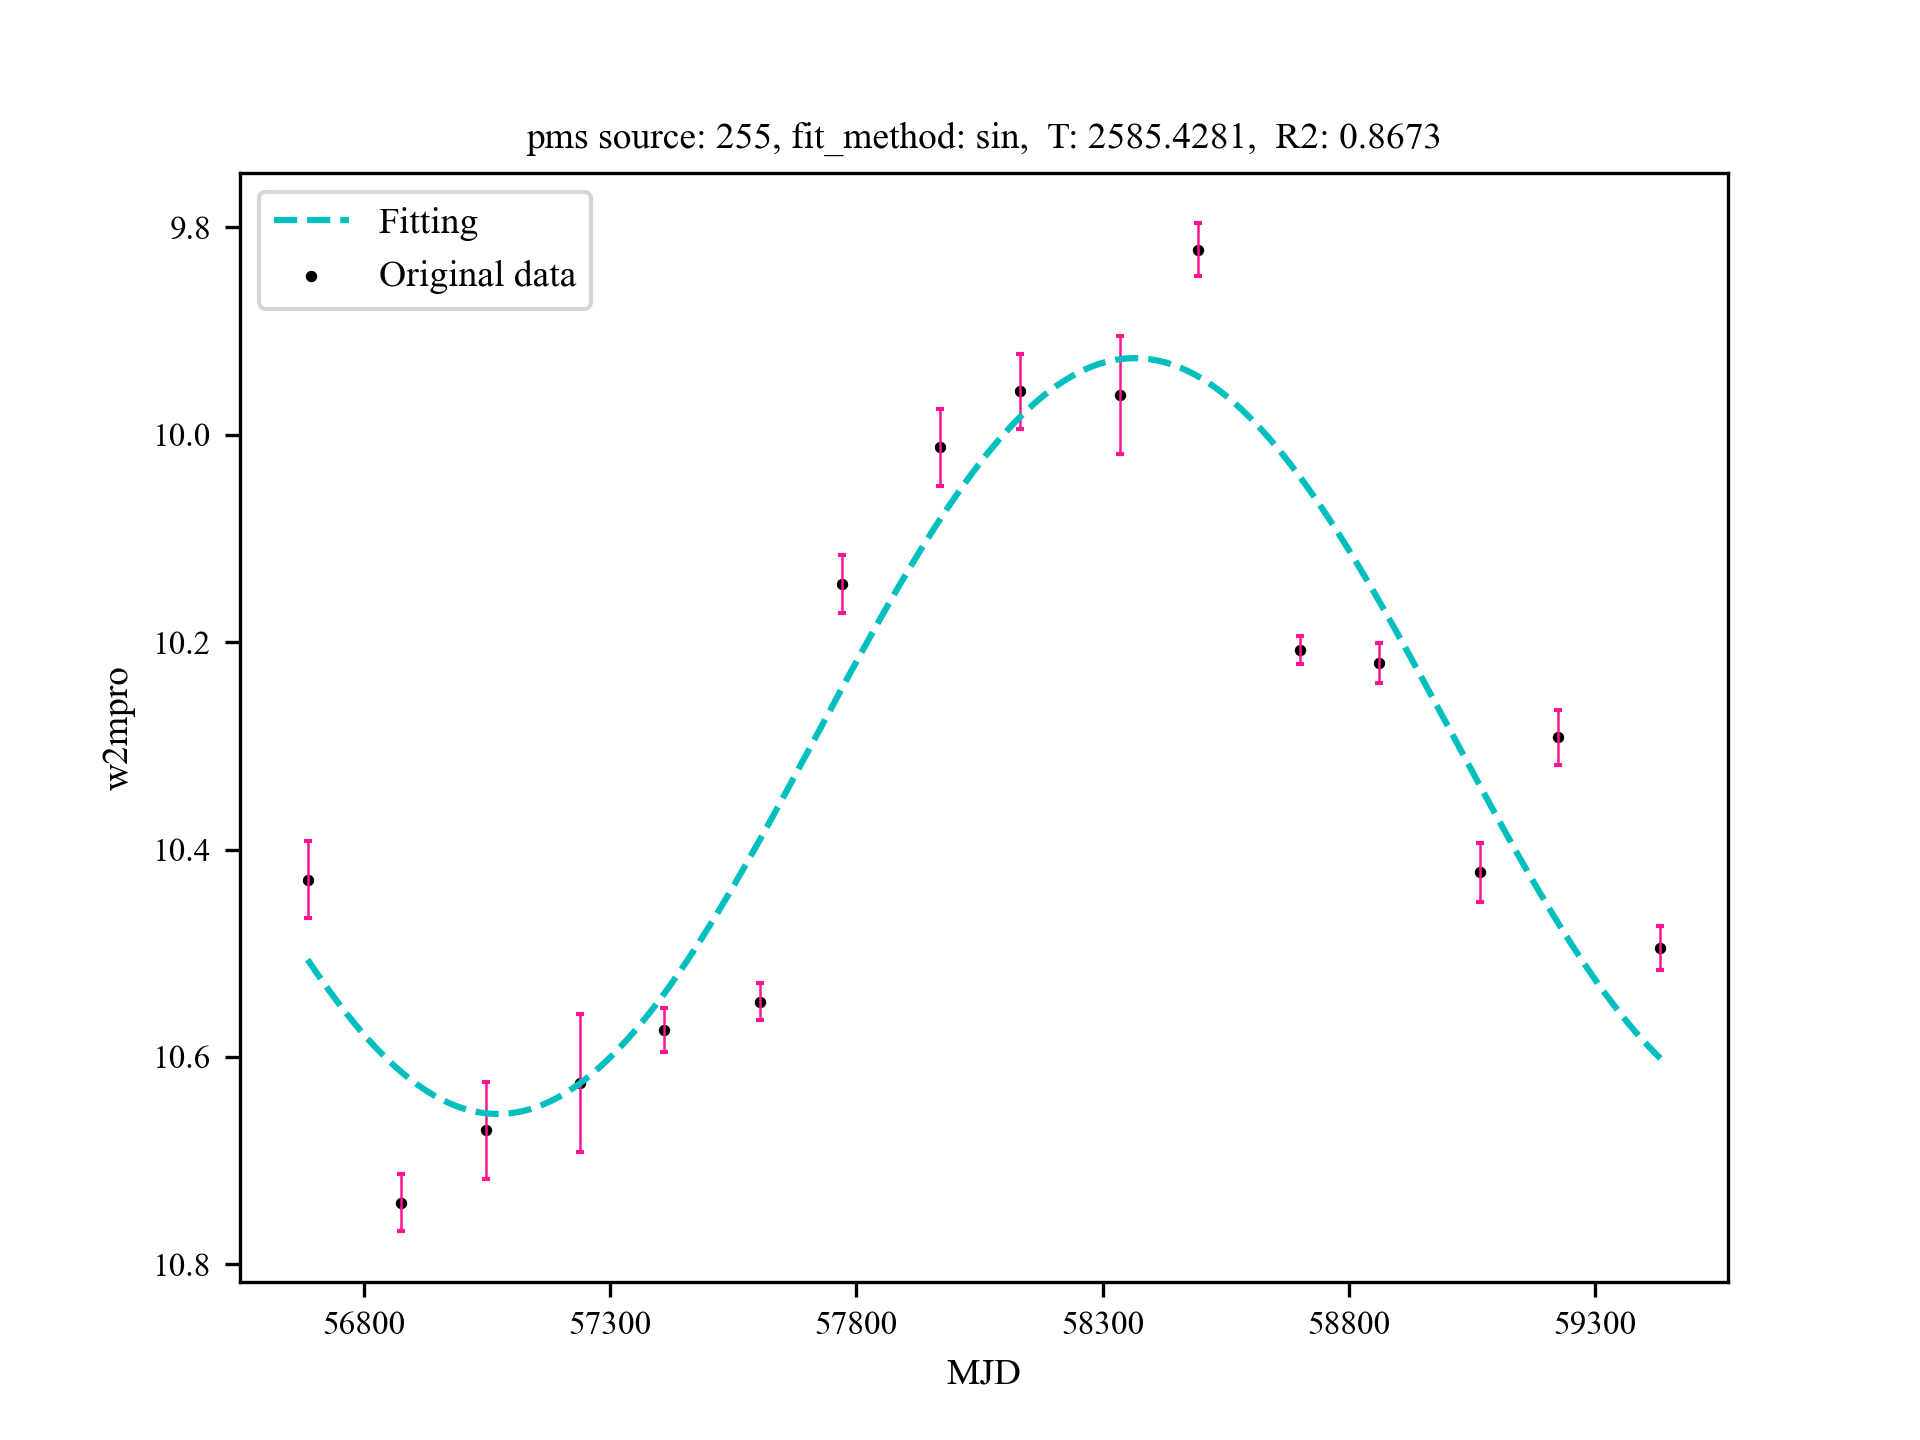 pms source: 255, fit_method: sin,  T: 2585.4281,  R2: 0.8673
Fitting
Original data
9.8
10.0
10.2
10.4
10.6
10.8
w2mpro
56800 57300 57800 58300 58800 59300
MJD